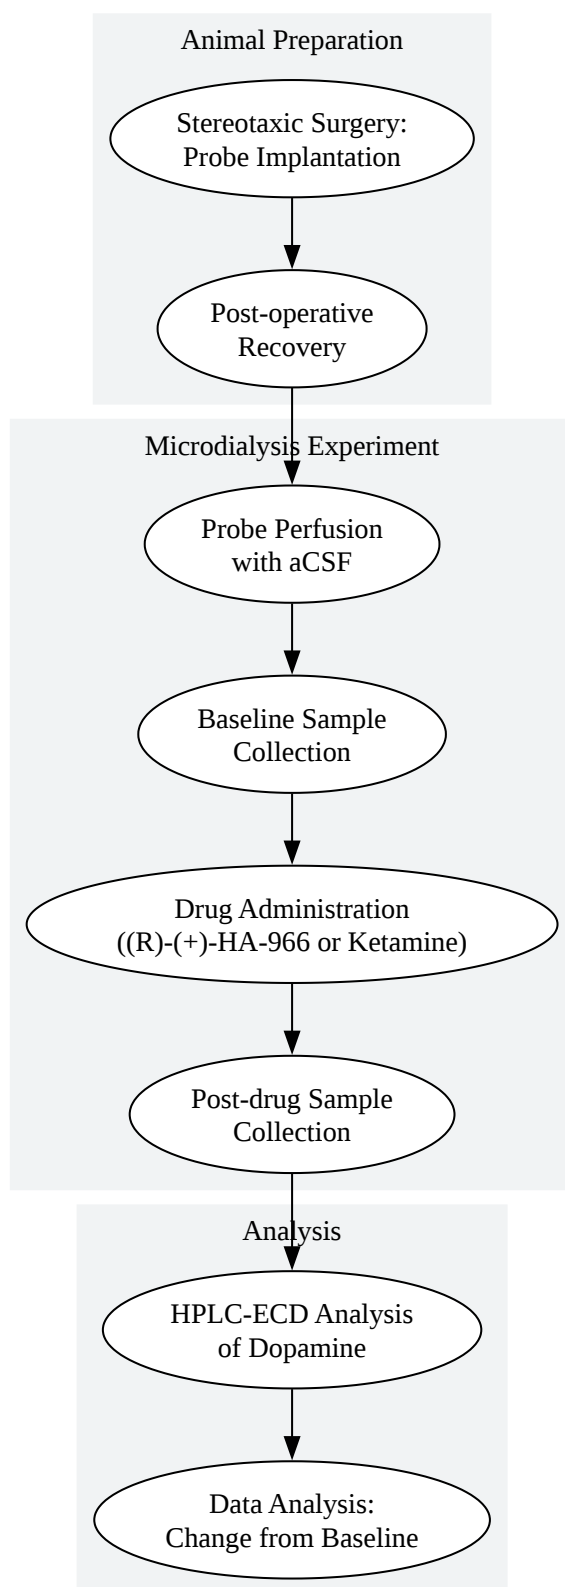 Animal Preparation
Stereotaxic Surgery:
Probe Implantation
Post-operative
Recovery
Microdialysis Experiment
Probe Perfusion
with aCSF
Baseline Sample
Collection
Drug Administration
((R)-(+)-HA-966 or Ketamine)
Post-drug Sample
Collection
Analysis
HPLC-ECD Analysis
of Dopamine
Data Analysis:
Change from Baseline